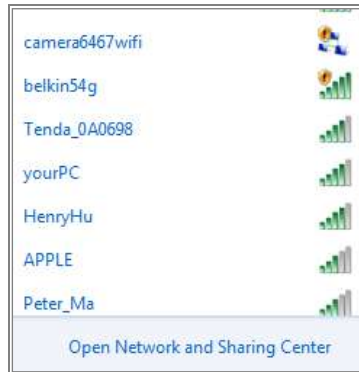 camera6467wifi
belkin54g
Tenda_0A0698
yourPC
HenryHu
APPLE
Peter_Ma
Open Network and Sharing Center